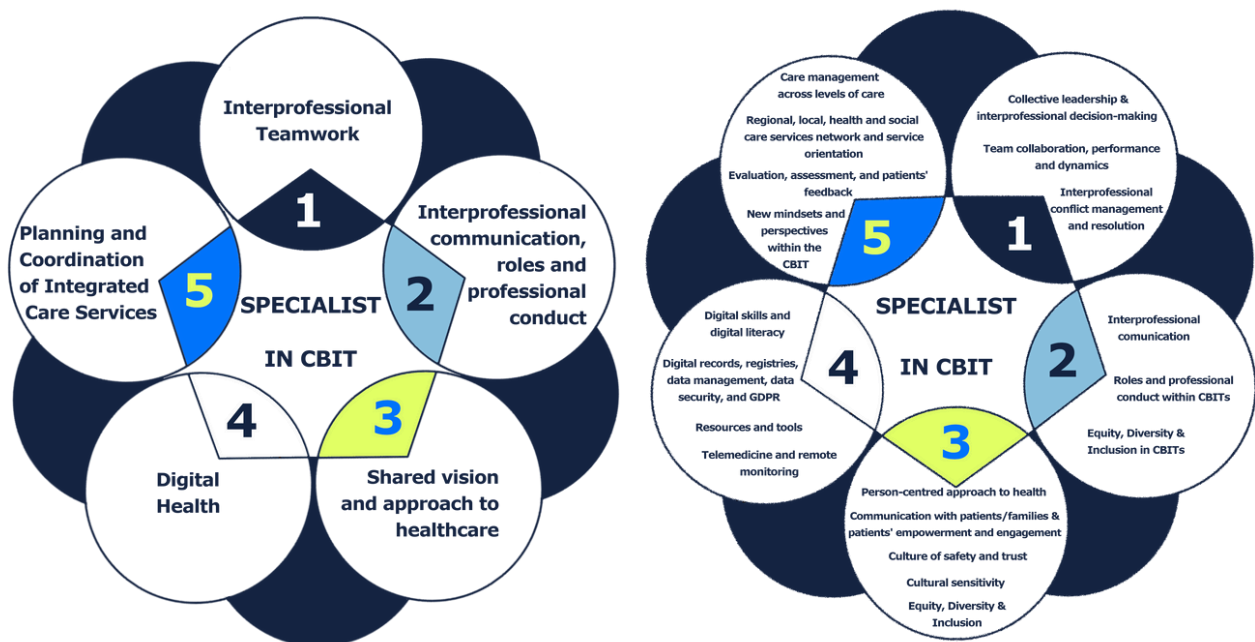 Interprofessional
Teamwork
1
Interprofessional
communication,
roles and
professional
conduct
2
Shared vision
and approach to
healthcare
3
Digital
Health
4
Planning and
Coordination
of Integrated
Care Services
5
SPECIALIST
IN CBIT
Collective leadership &
interprofessional decision-making
Team collaboration, performance
and dynamics
Interprofessional
conflict management
and resolution
1
Interprofessional
comunication
Roles and professional
conduct within CBITs
Equity, Diversity &
Inclusion in CBITs
2
3
Person-centred approach to health
Communication with patients/families &
patients' empowerment and engagement
Culture of safety and trust
Cultural sensitivity
Equity, Diversity &
Inclusion
Digital skills and
digital literacy
Digital records, registries,
data management, data
security, and GDPR
Resources and tools
Telemedicine and remote
monitoring
4
Care management
across levels of care
Regional, local, health and social
care services network and service
orientation
Evaluation, assessment, and patients'
feedback
New mindsets and
perspectives
within the
CBIT
5
SPECIALIST
IN CBIT